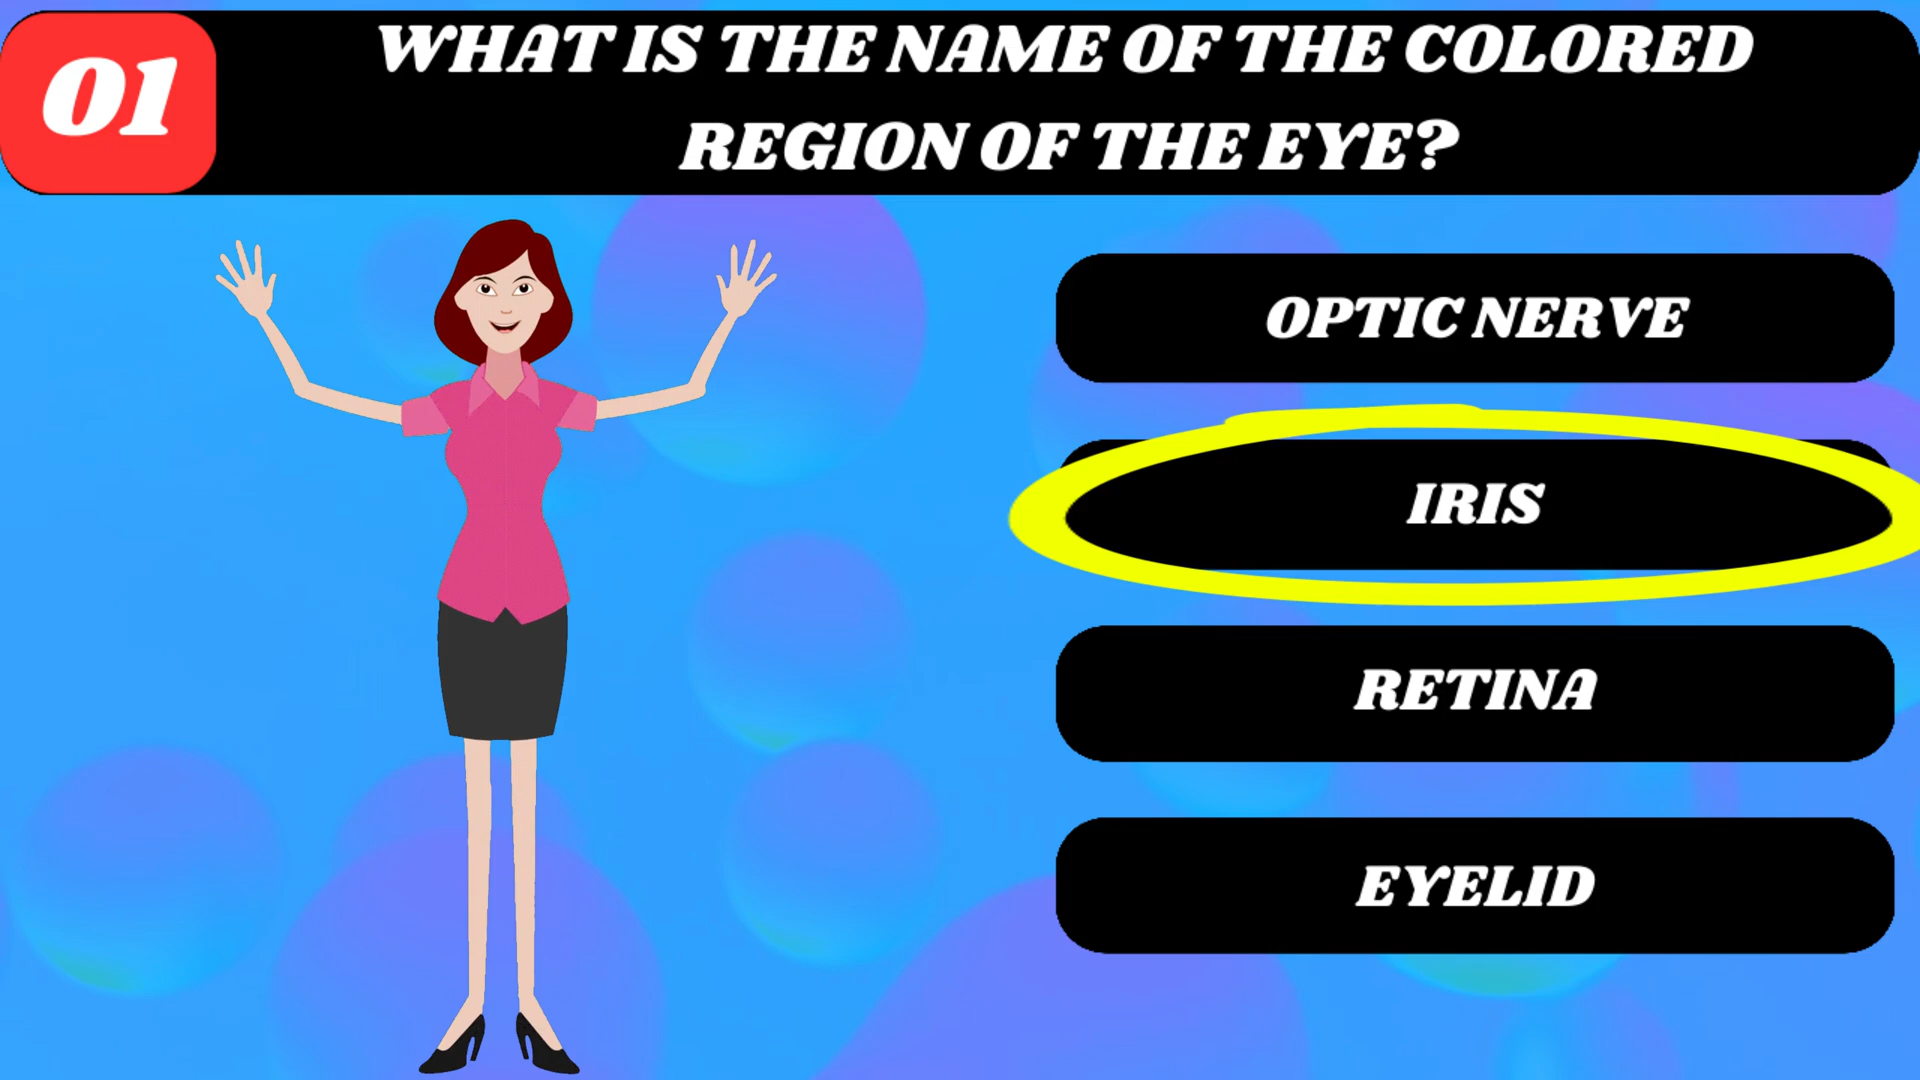 01
WHAT IS THE NAME OF THE COLORED
REGION OF THE EYE?
OPTIC NERVE
IRIS
RETINA
EYELID